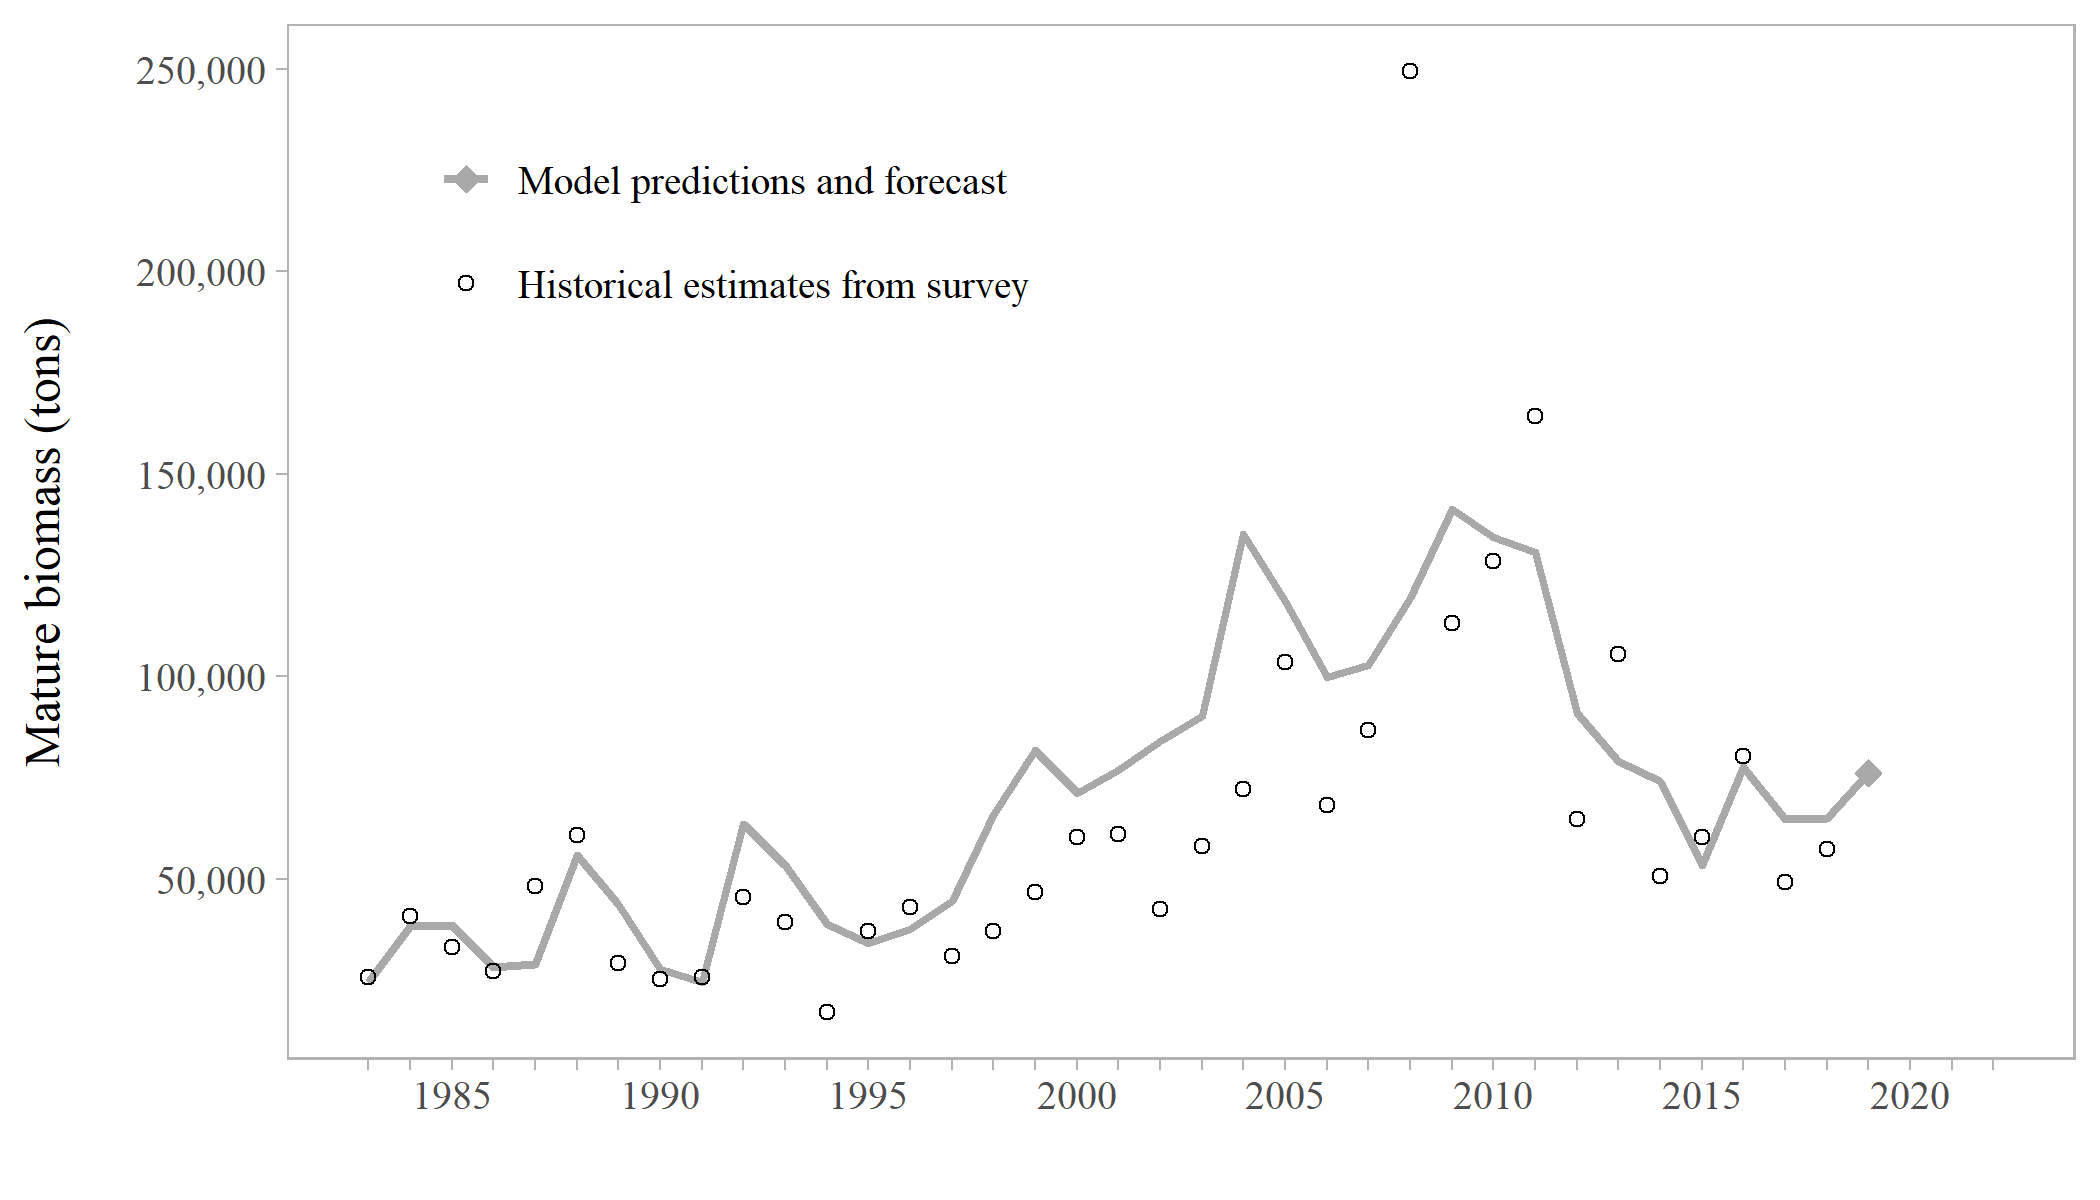 250,000
Model predictions and forecast
200,000
Historical estimates from survey
Mature biomass (tons)
150,000
100,000
50,000
1985 1990 1995 2000 2005 2010 2015 2020